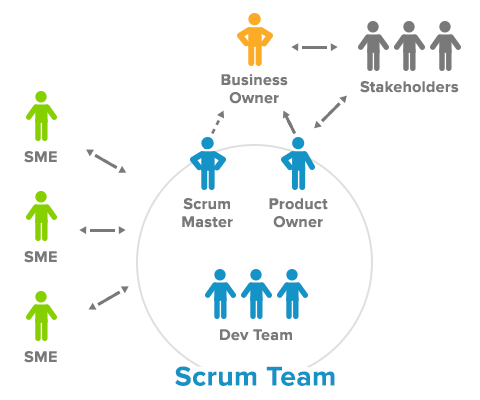 Business
Owner
Stakeholders
SME
Scrum
Master
Product
Owner
SME
SME
Dev Team
Scrum Team